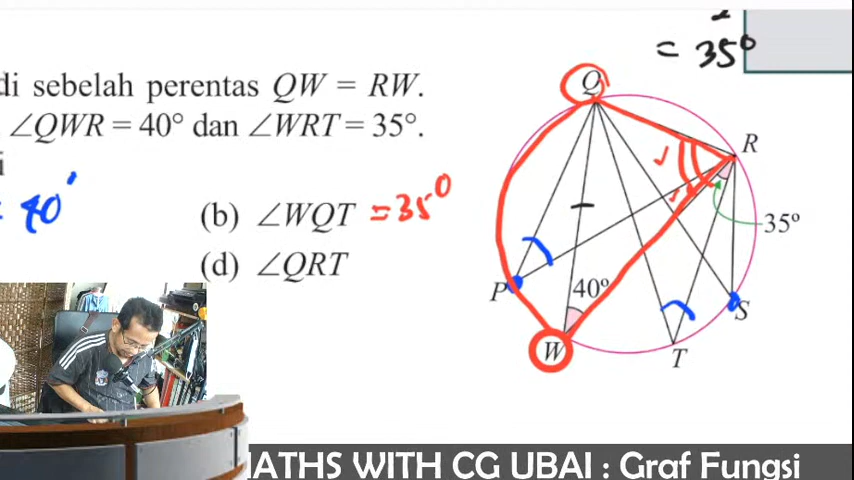 = 35°
di sebelah perentas QW = RW.
∠QWR = 40° dan ∠WRT = 35°.
i
= 40°
(b) ∠WQT = 35°
(d) ∠QRT
Q
R
35°
P
40°
S
W
T
MATHS WITH CG UBAI : Graf Fungsi